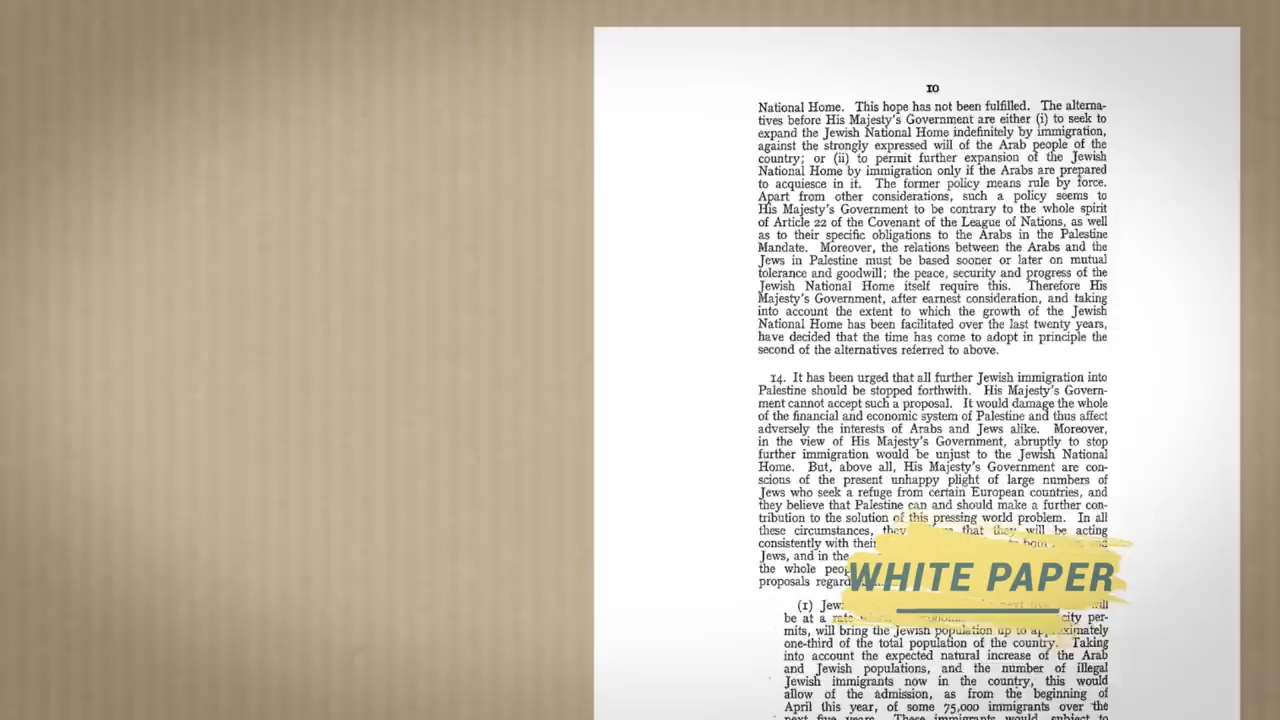 10
National Home. This hope has not been fulfilled. The alterna-
tives before His Majesty's Government are either (i) to seek to
expand the Jewish National Home indefinitely by immigration,
against the strongly expressed will of the Arab people of the
country; or (ii) to permit further expansion of the Jewish
National Home by immigration only if the Arabs are prepared
to acquiesce in it. The former policy means rule by force.
Apart from other considerations, such a policy seems to
His Majesty's Government to be contrary to the whole spirit
of Article 22 of the Covenant of the League of Nations, as well
as to their specific obligations to the Arabs in the Palestine
Mandate. Moreover, the relations between the Arabs and the
Jews in Palestine must be based sooner or later on mutual
tolerance and goodwill; the peace, security and progress of the
Jewish National Home itself require this. Therefore His
Majesty's Government, after earnest consideration, and taking
into account the extent to which the growth of the Jewish
National Home has been facilitated over the last twenty years,
have decided that the time has come to adopt in principle the
second of the alternatives referred to above.
14. It has been urged that all further Jewish immigration into
Palestine should be stopped forthwith. His Majesty's Govern-
ment cannot accept such a proposal. It would damage the whole
of the financial and economic system of Palestine and thus affect
adversely the interests of Arabs and Jews alike. Moreover,
in the view of His Majesty's Government, abruptly to stop
further immigration would be unjust to the Jewish National
Home. But, above all, His Majesty's Government are con-
scious of the present unhappy plight of large numbers of
Jews who seek a refuge from certain European countries, and
they believe that Palestine can and should make a further con-
tribution to the solution of this pressing world problem. In all
these circumstances, they that they will be acting
consistently with their
Jews, and in the
the whole
proposals
WHITE PAPER
(1)
be at a
mits, will bring the Jewish population up to approximately
one-third of the total population of the country. Taking
into account the expected natural increase of the Arab
and Jewish populations, and the number of illegal
Jewish immigrants now in the country, this would
allow of the admission, as from the beginning of
April this year, of some 75,000 immigrants over the
next five years. These immigrants would, subject to